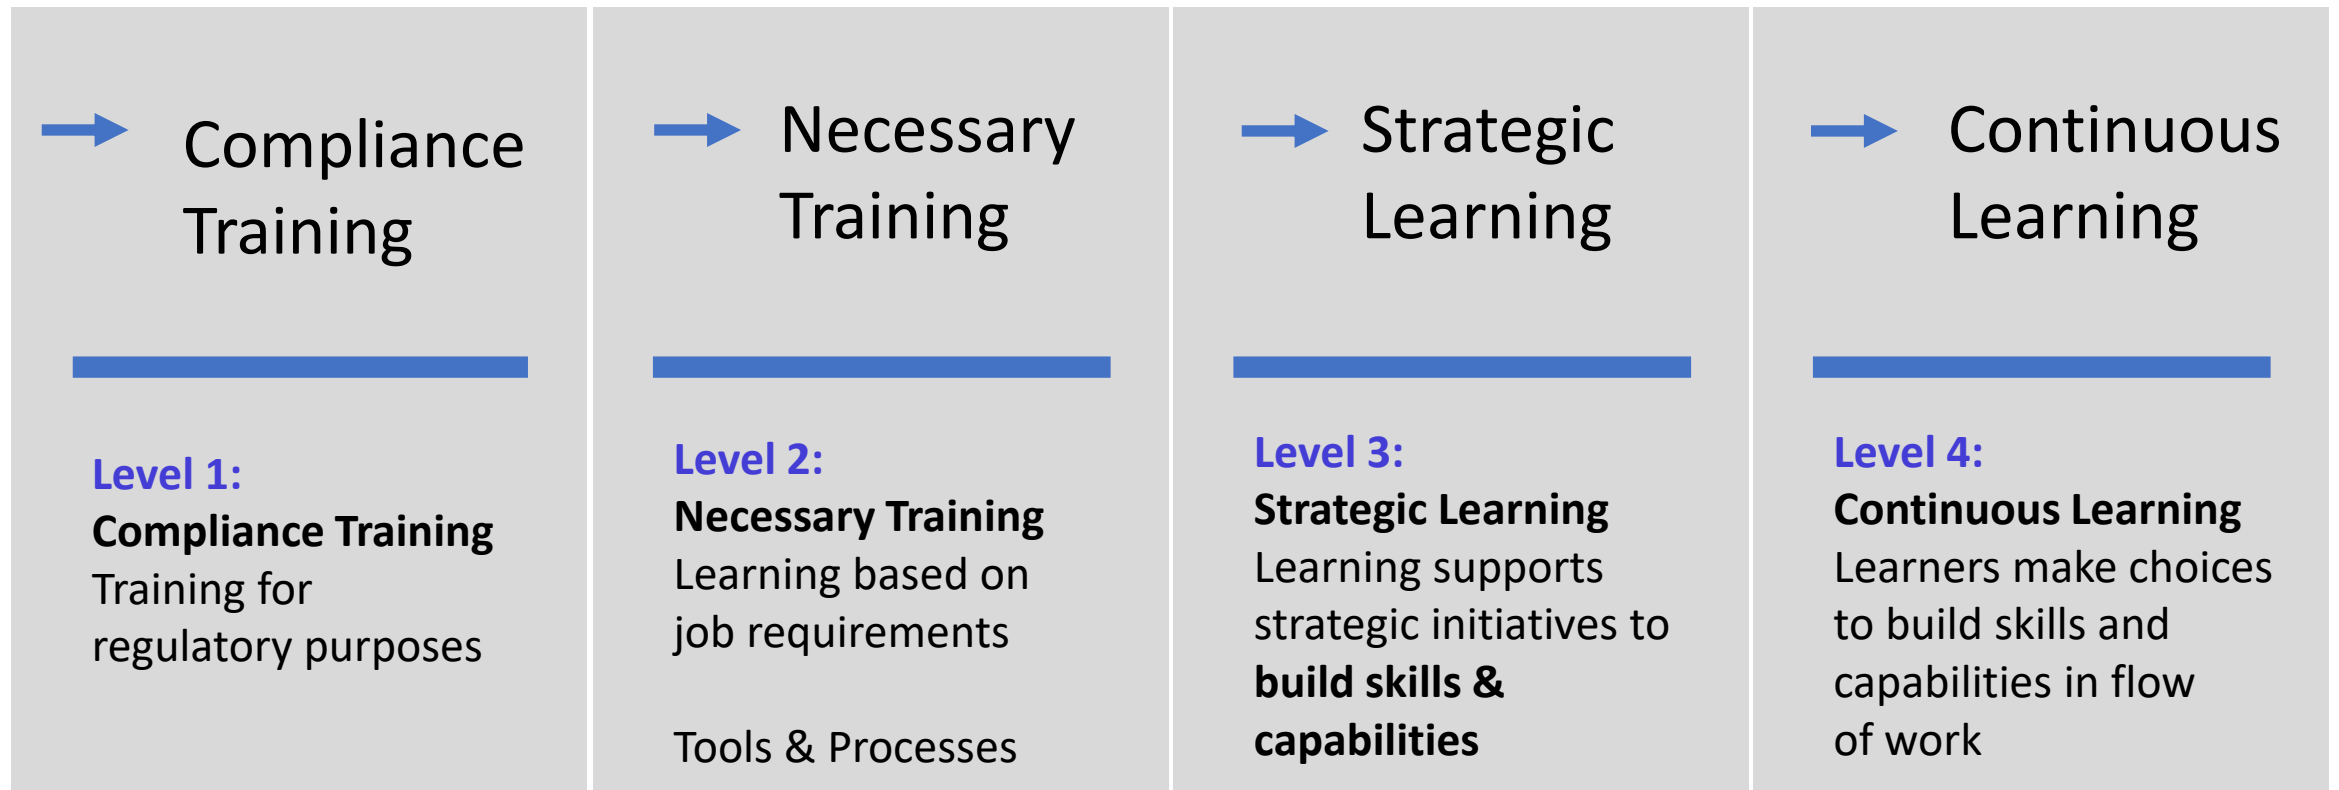 Compliance
Training
Level 1:
Compliance Training
Training for
regulatory purposes
Necessary
Training
Level 2:
Necessary Training
Learning based on
job requirements
Tools & Processes
Strategic
Learning
Level 3:
Strategic Learning
Learning supports
strategic initiatives to
build skills &
capabilities
Continuous
Learning
Level 4:
Continuous Learning
Learners make choices
to build skills and
capabilities in flow
of work